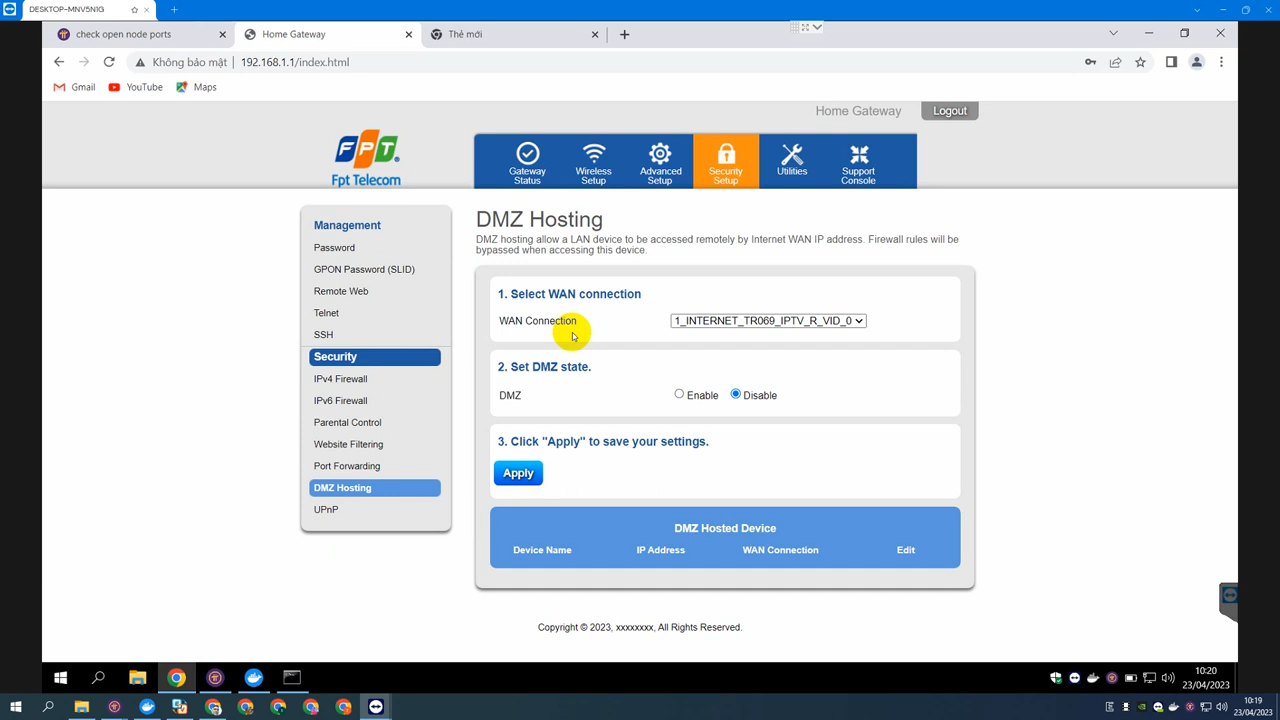 DESKTOP-MNV5NIG
check open node ports
Home Gateway
Thẻ mới
Không bảo mật
192.168.1.1/index.html
Gmail
YouTube
Maps
Home Gateway
Logout
FPT
Fpt Telecom
Gateway
Status
Wireless
Setup
Advanced
Setup
Security
Setup
Utilities
Support
Console
Management
Password
GPON Password (SLID)
Remote Web
Telnet
SSH
Security
IPv4 Firewall
IPv6 Firewall
Parental Control
Website Filtering
Port Forwarding
DMZ Hosting
UPnP
DMZ Hosting
DMZ hosting allow a LAN device to be accessed remotely by Internet WAN IP address. Firewall rules will be
bypassed when accessing this device.
1. Select WAN connection
WAN Connection
1_INTERNET_TR069_IPTV_R_VID_0
2. Set DMZ state.
DMZ
Enable
Disable
3. Click "Apply" to save your settings.
Apply
DMZ Hosted Device
Device Name
IP Address
WAN Connection
Edit
Copyright © 2023, xxxxxxxx, All Rights Reserved.
10:20
23/04/2023
10:19
23/04/2023